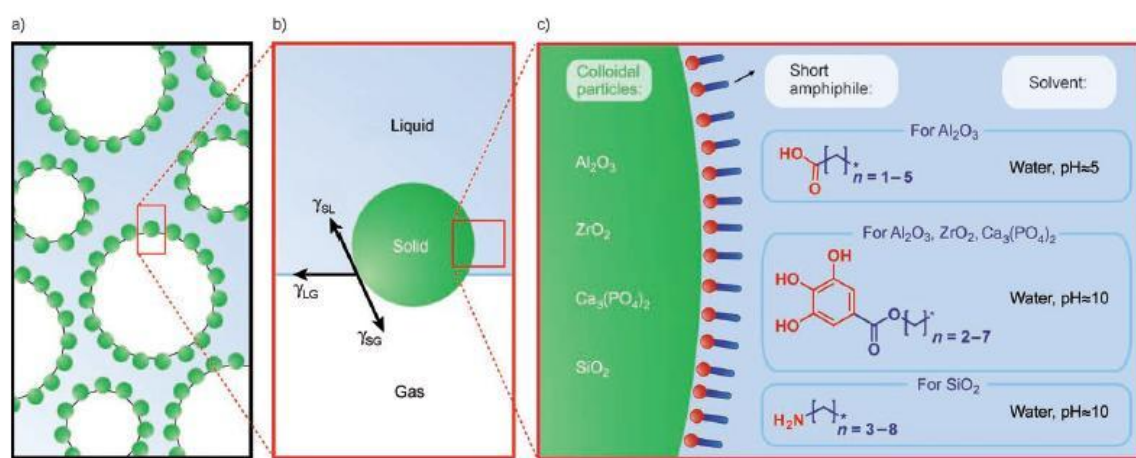 a)
b)
c)
Liquid
γSL
Solid
γLG
γSG
Gas
Colloidal
particles:
Al₂O₃
ZrO₂
Ca₃(PO₄)₂
SiO₂
Short
amphiphile:
Solvent:
For Al₂O₃
HO
O
*
n = 1–5
Water, pH≈5
For Al₂O₃, ZrO₂, Ca₃(PO₄)₂
OH
HO
HO
O
O
*
n = 2–7
Water, pH≈10
For SiO₂
H₂N
*
n = 3–8
Water, pH≈10